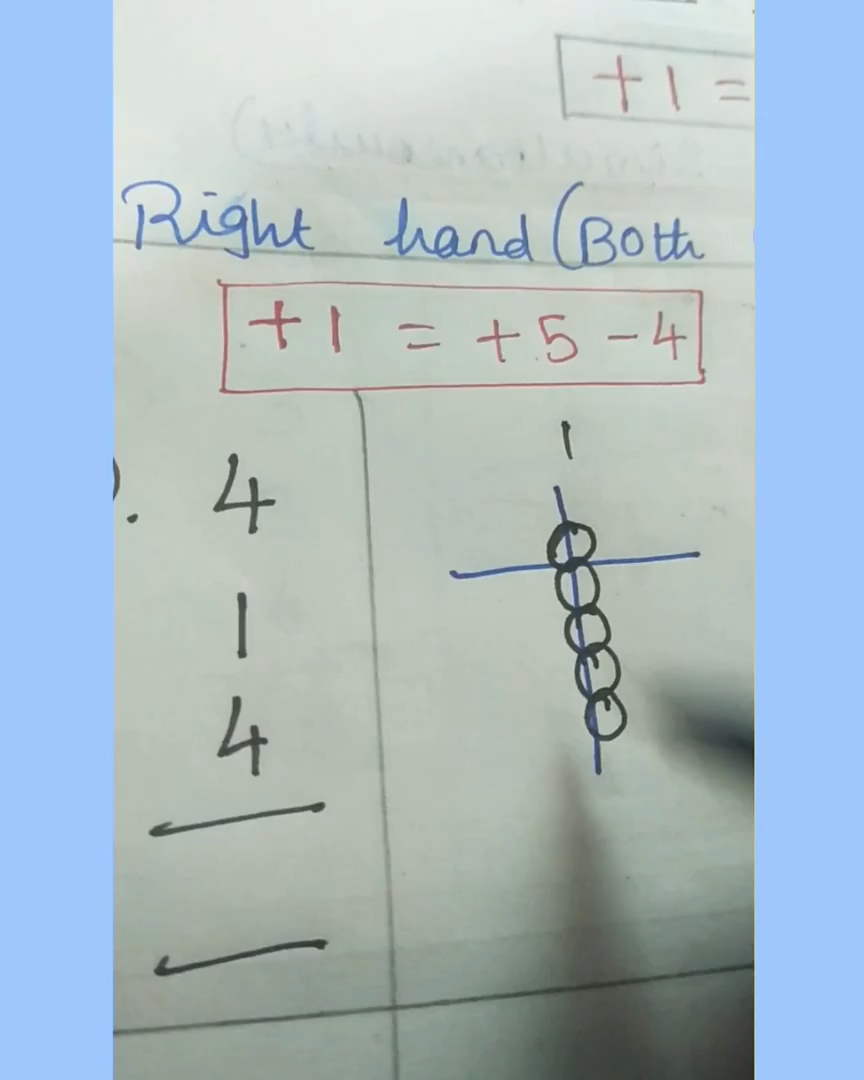 +1 =
Right hand (Both
+1 = +5 -4
1
). 4
1
4